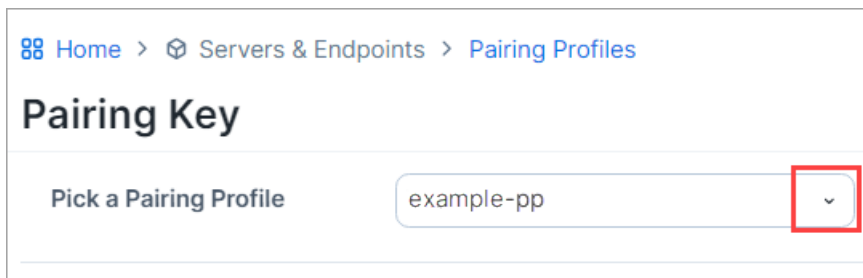 Home > Servers & Endpoints > Pairing Profiles
Pairing Key
Pick a Pairing Profile example-pp